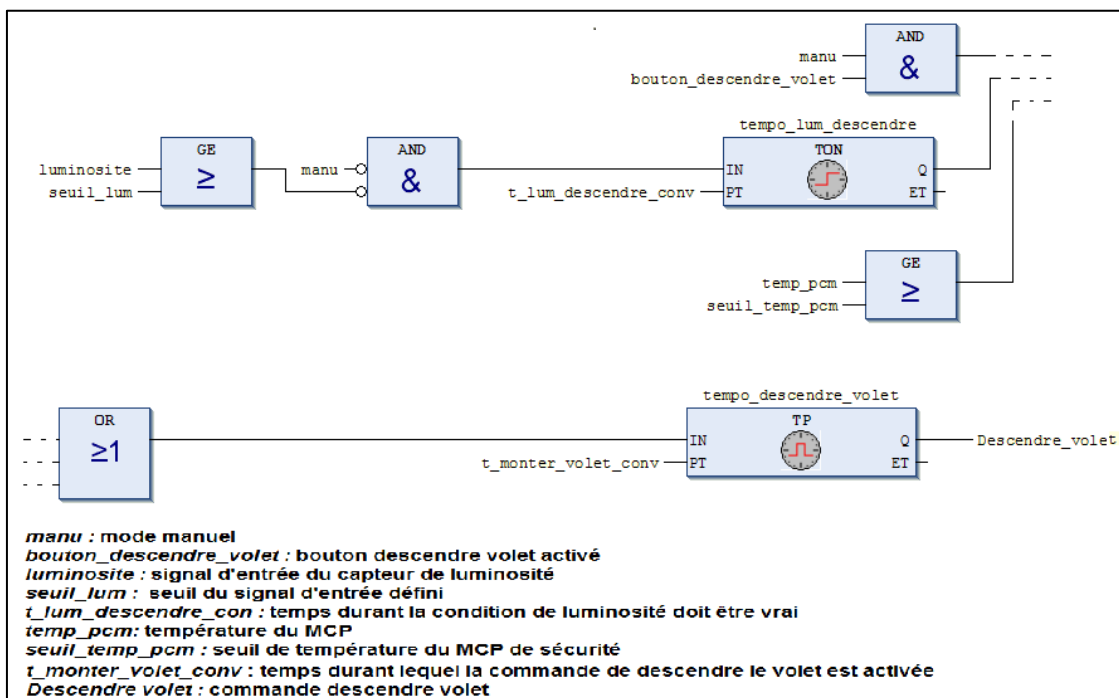 AND
manu
&
bouton_descendre_volet
tempo_lum_descendre
GE
AND
TON
luminosite
≥
manu
&
IN
Q
seuil_lum
t_lum_descendre_conv
PT
ET
GE
temp_pcm
≥
seuil_temp_pcm
tempo_descendre_volet
OR
TP
≥1
IN
Q
Descendre_volet
t_monter_volet_conv
PT
ET
manu : mode manuel
bouton_descendre_volet : bouton descendre volet activé
luminosite : signal d'entrée du capteur de luminosité
seuil_lum : seuil du signal d'entrée défini
t_lum_descendre_con : temps durant la condition de luminosité doit être vrai
temp_pcm: température du MCP
seuil_temp_pcm : seuil de température du MCP de sécurité
t_monter_volet_conv : temps durant lequel la commande de descendre le volet est activée
Descendre volet : commande descendre volet